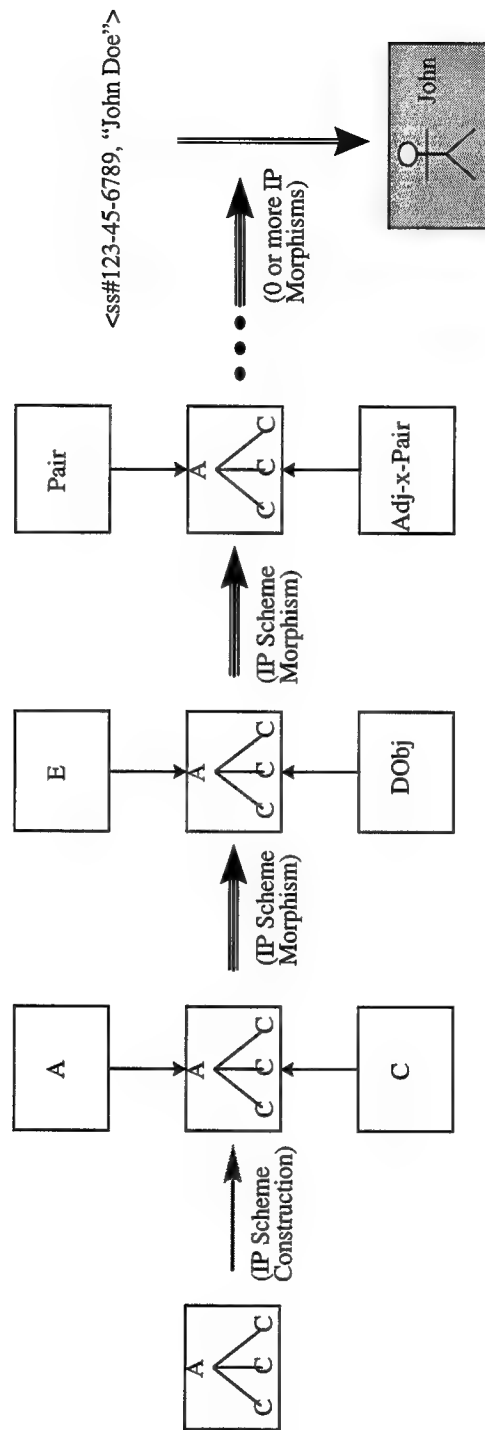 A
C C C
(IP Scheme
Construction)
A
A
C C C
C
(IP Scheme
Morphism)
E
A
C C C
DObj
(IP Scheme
Morphism)
Pair
A
C C C
Adj-x-Pair
(0 or more IP
Morphisms)
<ss#123-45-6789, “John Doe”>
John